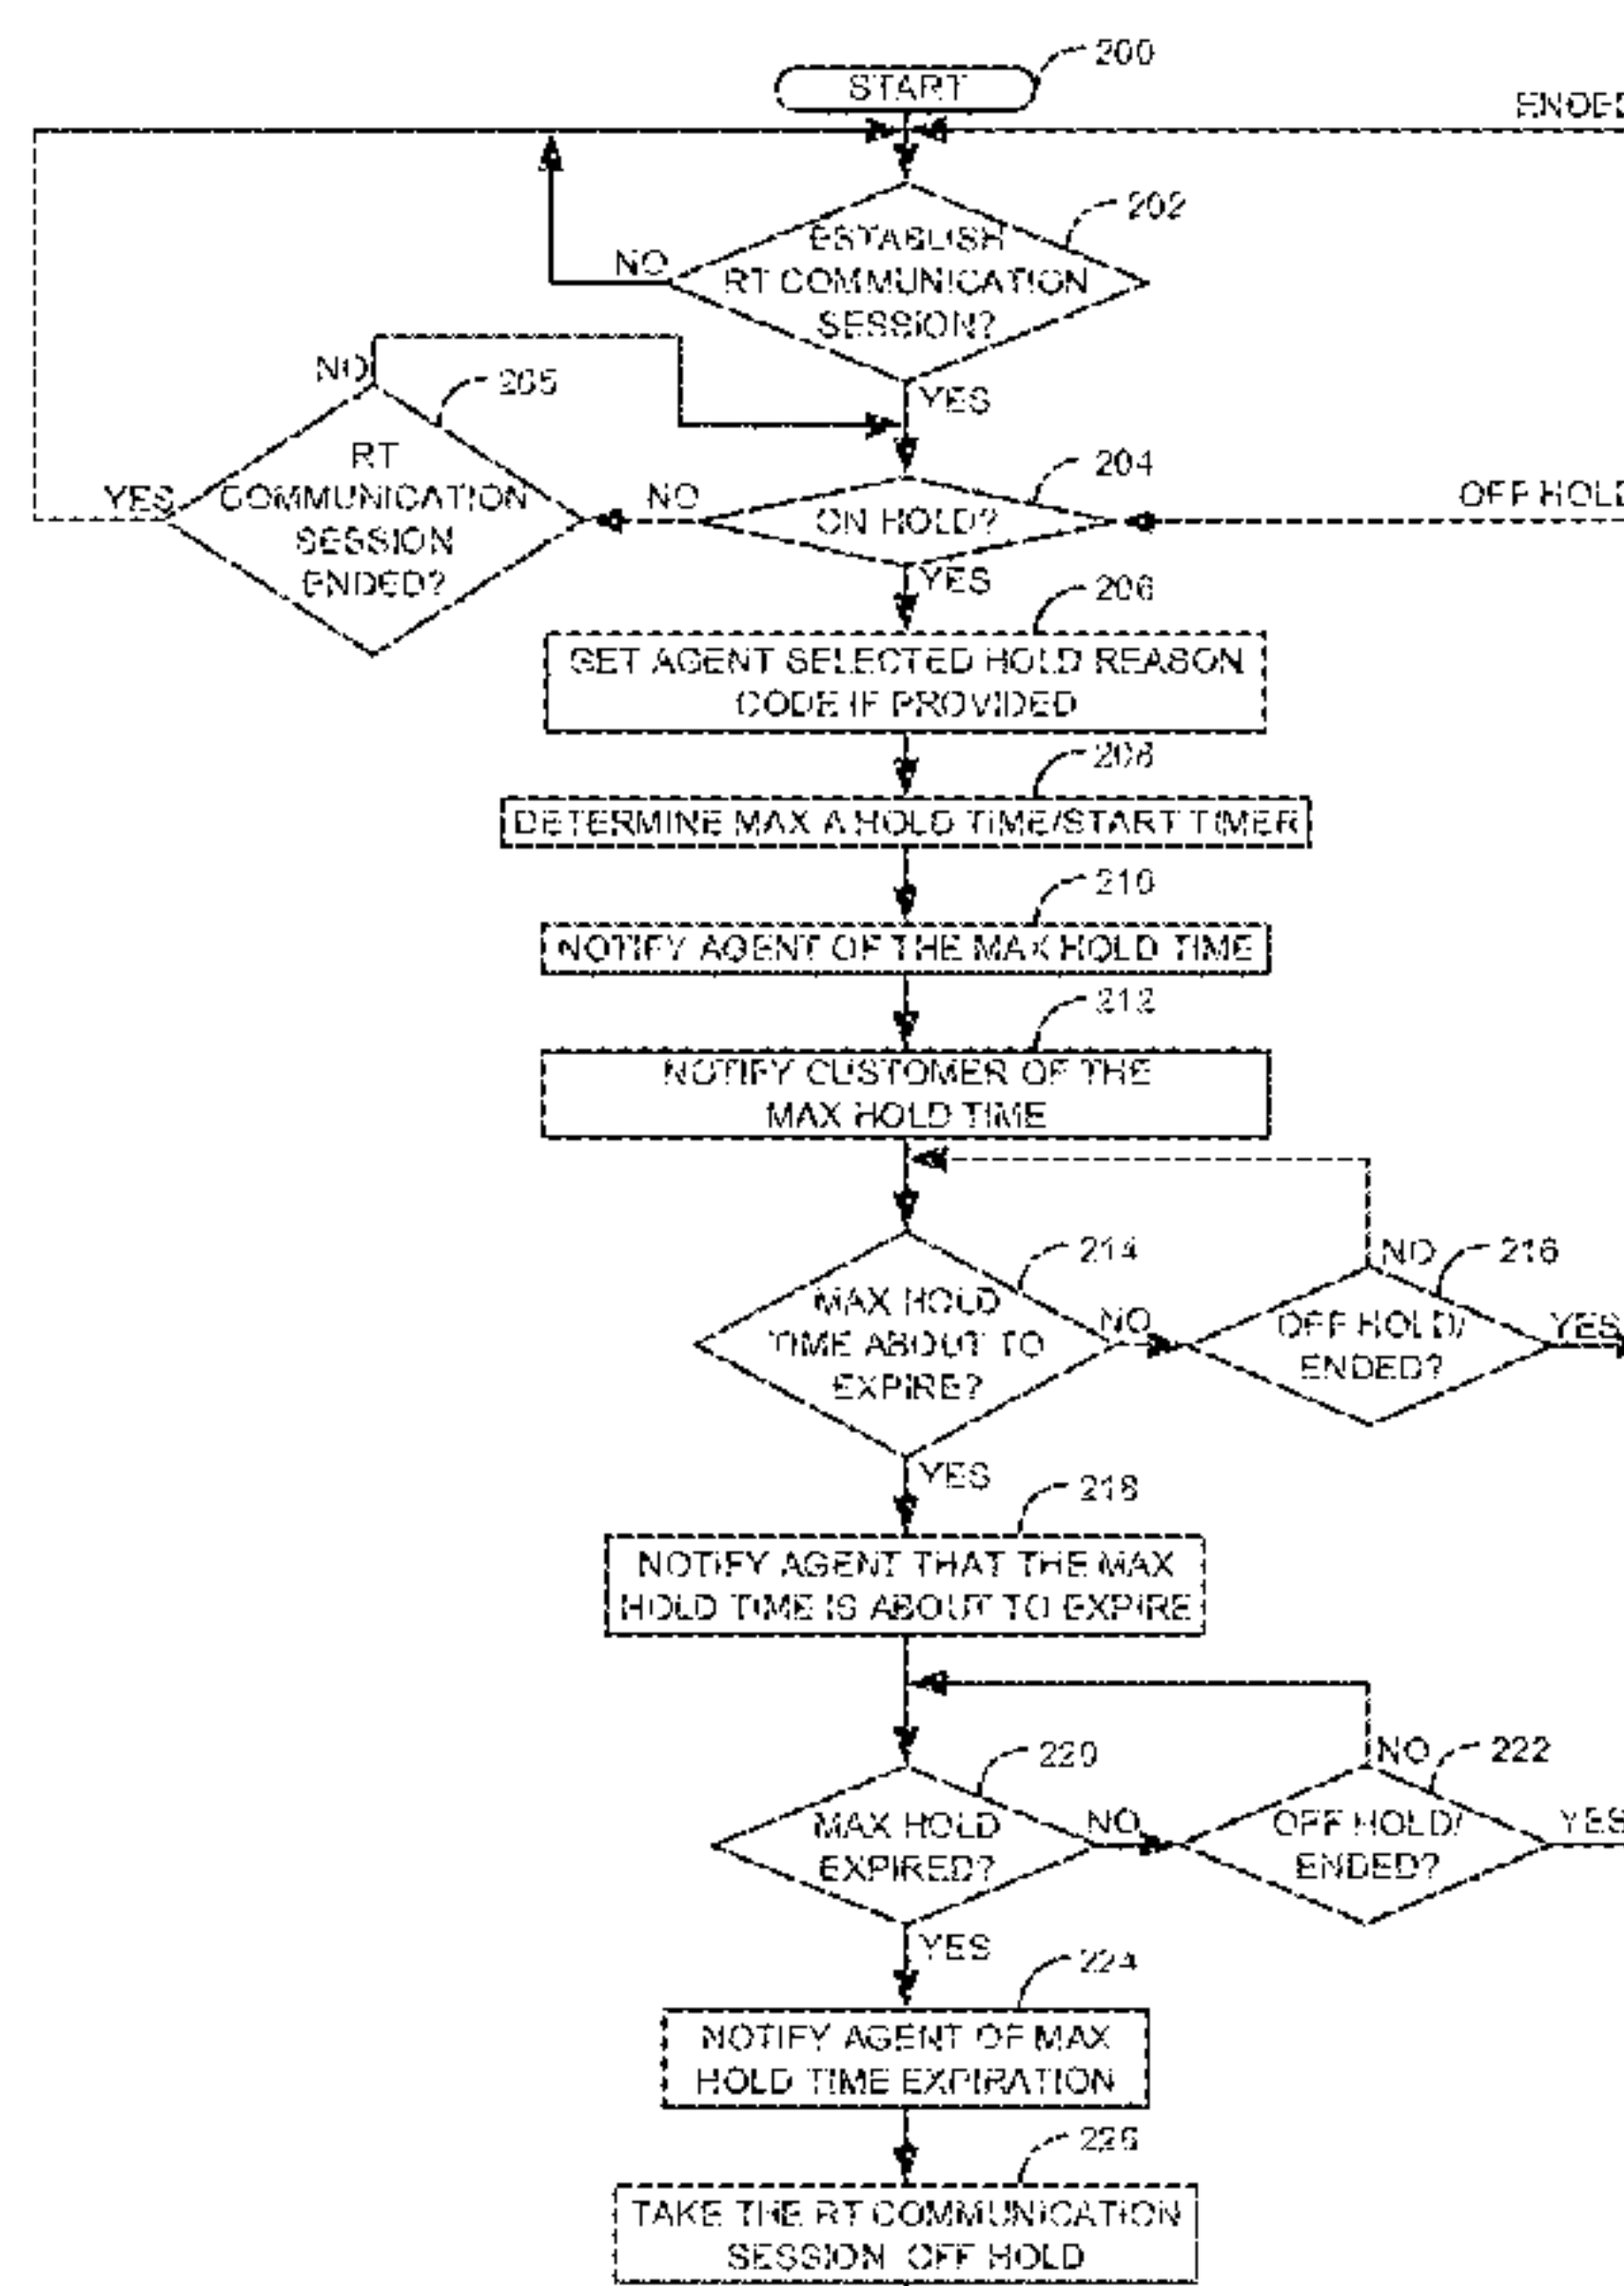 START
200
ENDED
ESTABLISH
RT COMMUNICATION
SESSION?
202
NO
YES
NO
205
RT
COMMUNICATION
SESSION
ENDED?
YES
NO
ON HOLD?
204
OFF HOLD
YES
206
GET AGENT SELECTED HOLD REASON
CODE IF PROVIDED
208
DETERMINE MAX A HOLD TIME/START TIMER
210
NOTIFY AGENT OF THE MAX HOLD TIME
212
NOTIFY CUSTOMER OF THE
MAX HOLD TIME
214
MAX HOLD
TIME ABOUT TO
EXPIRE?
NO
NO
216
OFF HOLD/
ENDED?
YES
YES
218
NOTIFY AGENT THAT THE MAX
HOLD TIME IS ABOUT TO EXPIRE
220
MAX HOLD
EXPIRED?
NO
NO
222
OFF HOLD/
ENDED?
YES
YES
224
NOTIFY AGENT OF MAX
HOLD TIME EXPIRATION
226
TAKE THE RT COMMUNICATION
SESSION OFF HOLD